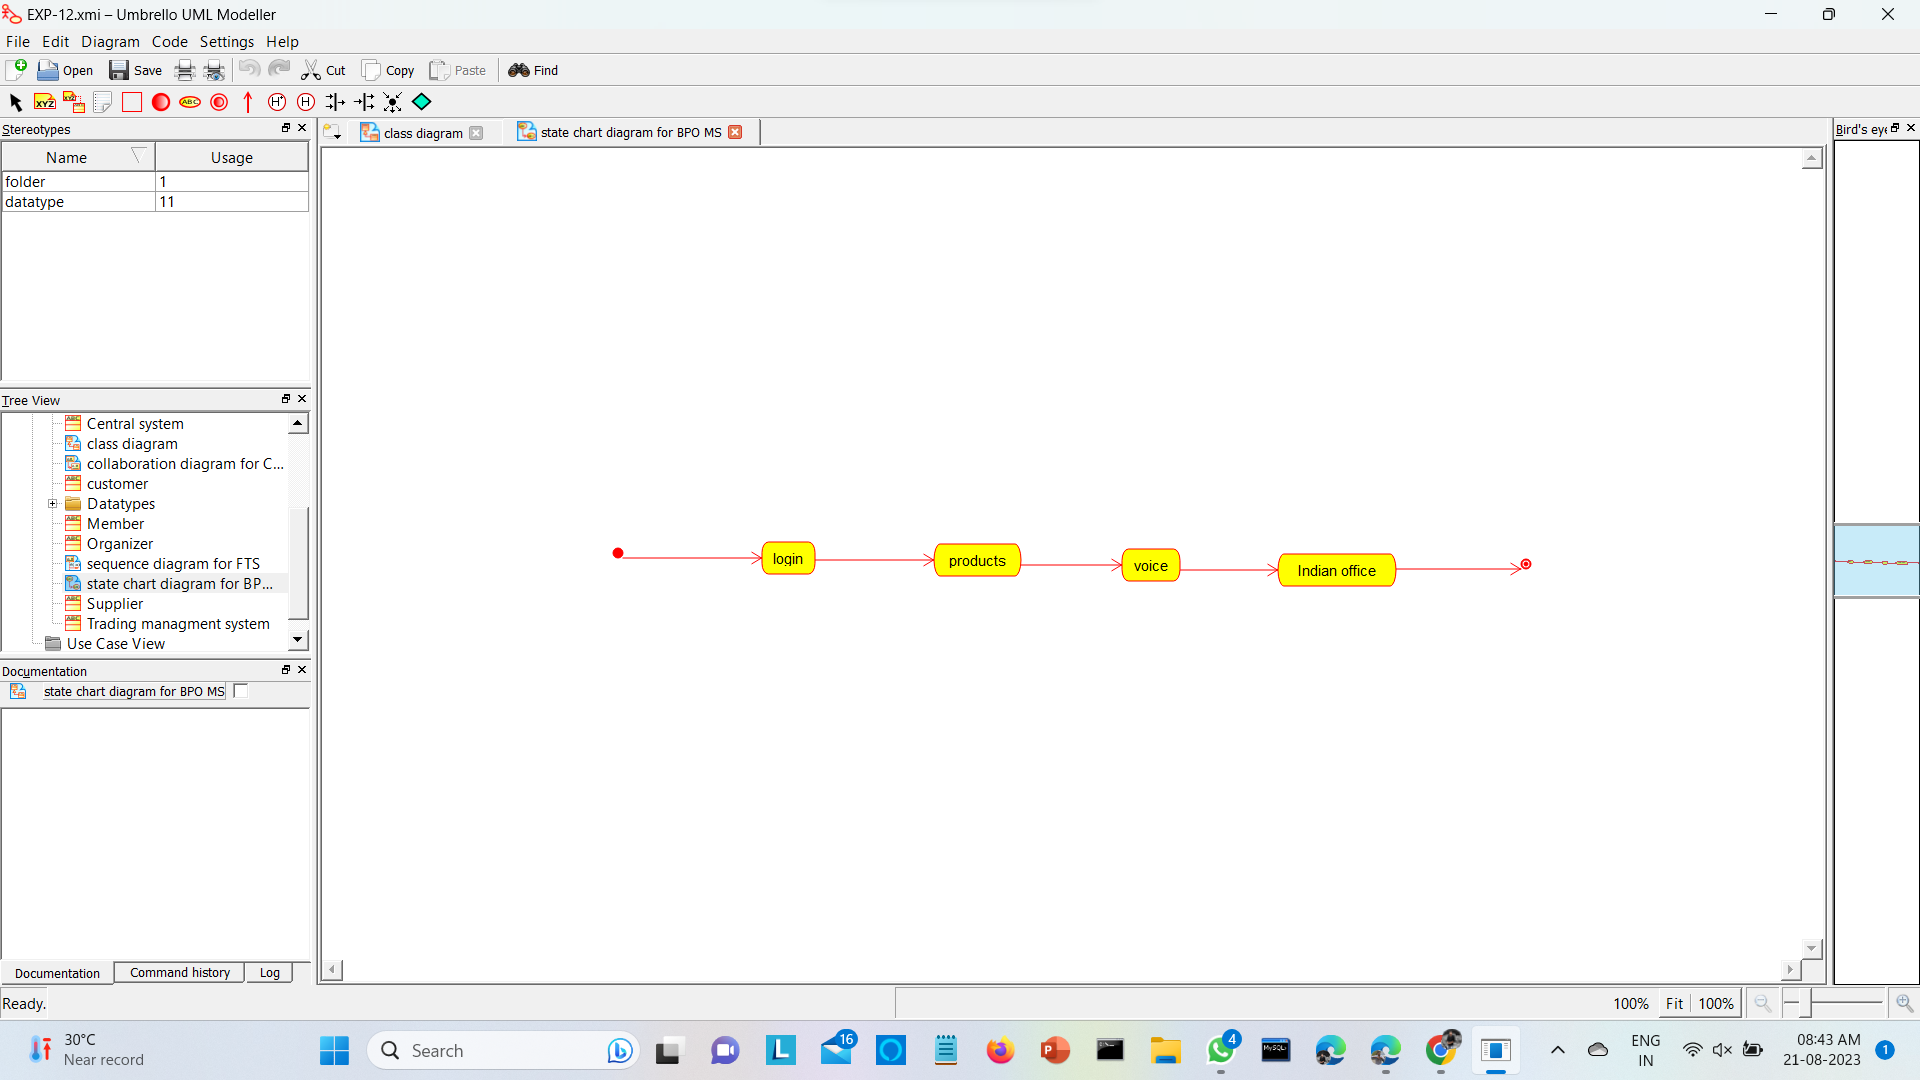 EXP-12.xmi – Umbrello UML Modeller
File Edit Diagram Code Settings Help
Open Save Cut Copy Paste Find
XYZ XYZ ABC H* H
Stereotypes
Name Usage
folder 1
datatype 11
class diagram
state chart diagram for BPO MS
Bird's eye
Tree View
Central system
class diagram
collaboration diagram for C...
customer
Datatypes
Member
Organizer
sequence diagram for FTS
state chart diagram for BP...
Supplier
Trading managment system
Use Case View
login
products
voice
Indian office
Documentation
state chart diagram for BPO MS
Documentation Command history Log
Ready.
100% Fit 100%
30°C
Near record
Search
16
4
MySQL
ENG
IN
08:43 AM
21-08-2023
1